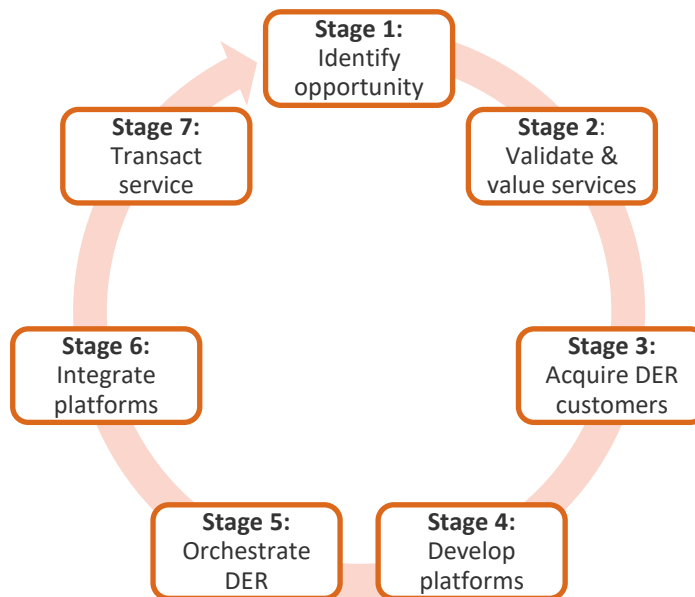 Stage 1:
Identify
opportunity
Stage 2:
Validate &
value services
Stage 3:
Acquire DER
customers
Stage 4:
Develop
platforms
Stage 5:
Orchestrate
DER
Stage 6:
Integrate
platforms
Stage 7:
Transact
service